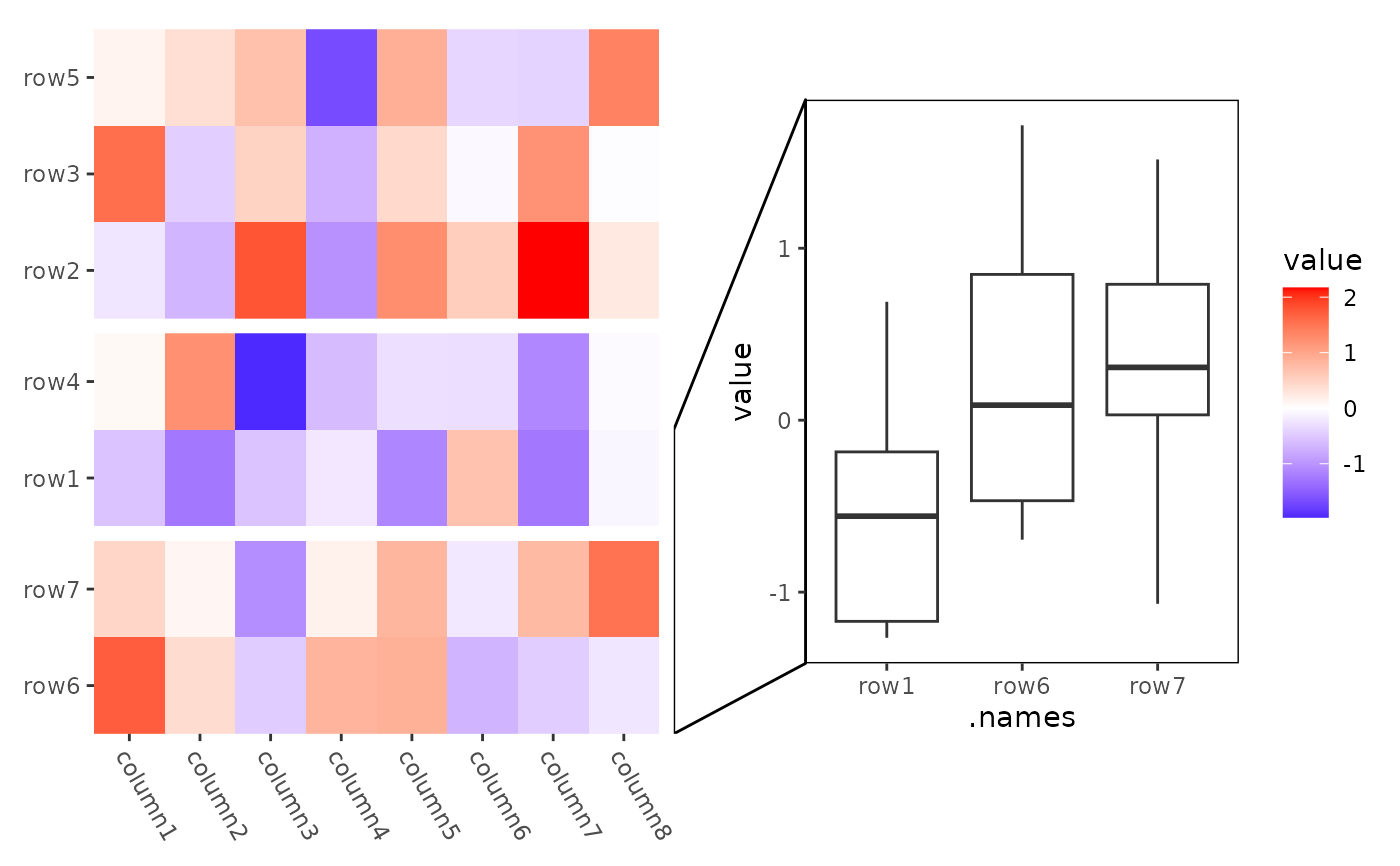 row5
row3
row2
row4
row1
row7
row6
column1
column2
column3
column4
column5
column6
column7
column8
value
1
0
-1
row1
row6
row7
.names
value
2
1
0
-1